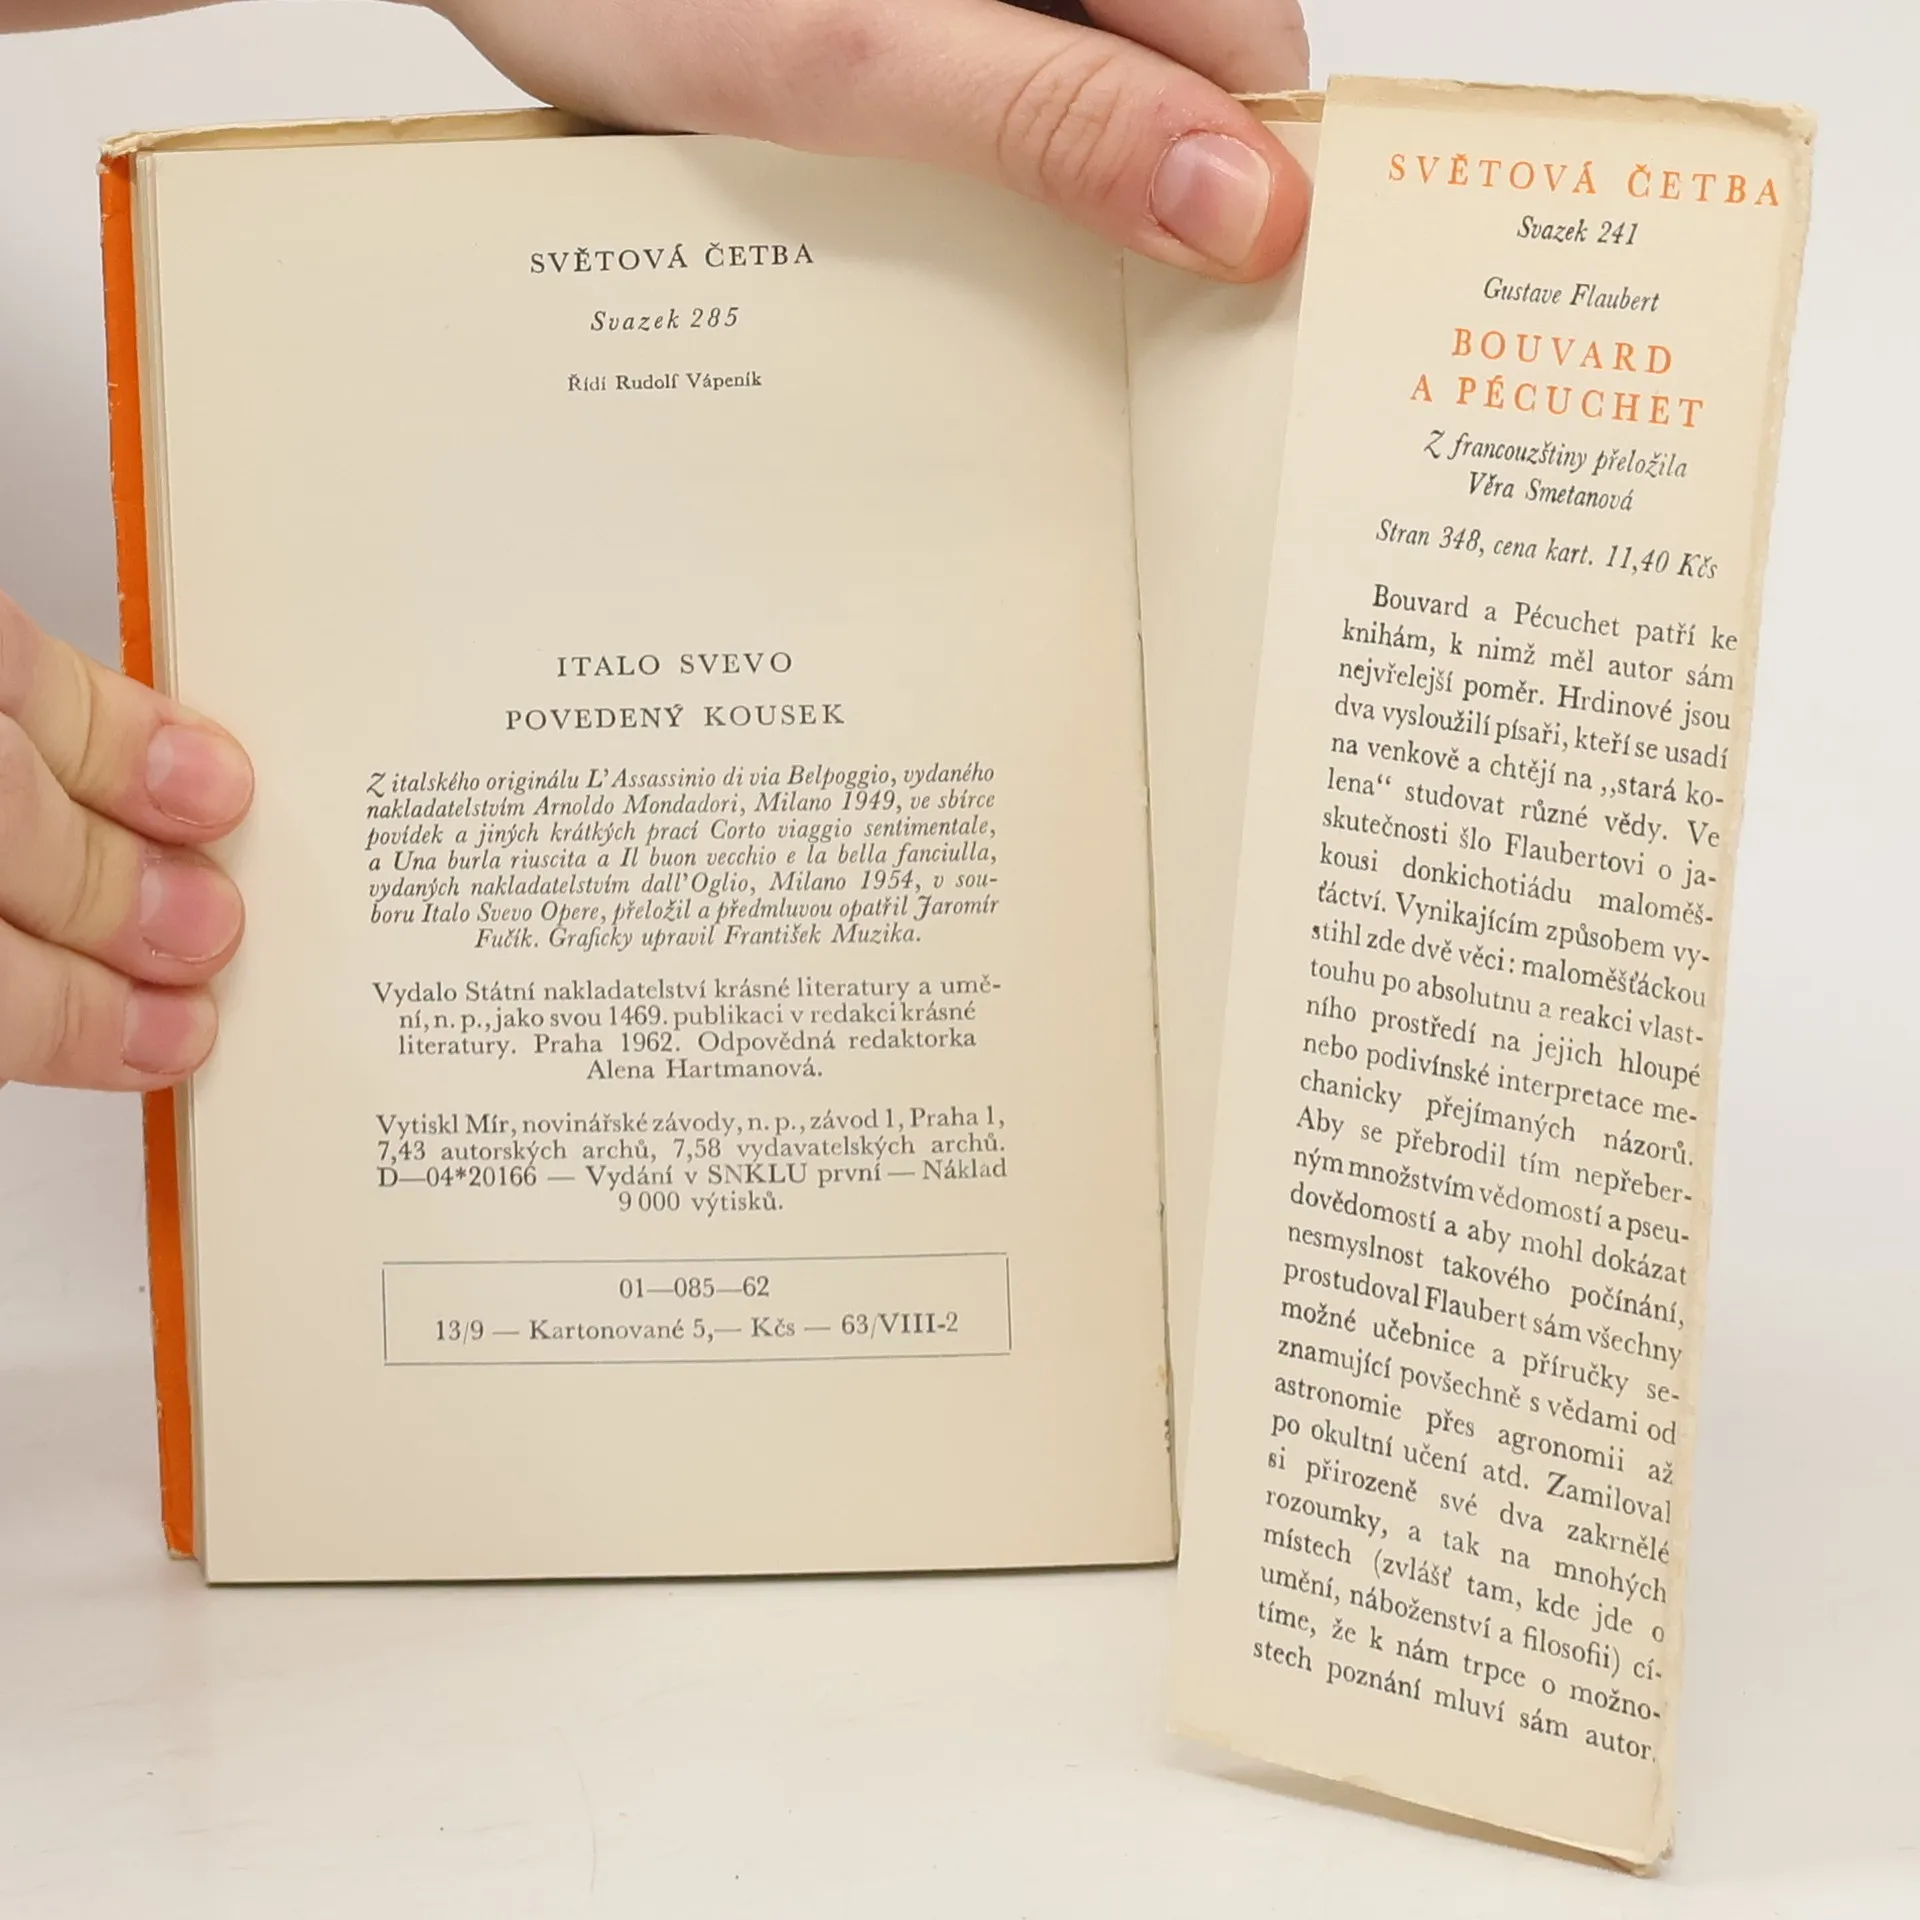 SVĚTOVÁ ČETBA
Svazek 285
Řídí Rudolf Vápeník
ITALO SVEVO
POVEDENÝ KOUSEK
Z italského originálu L'Assassinio di via Belpoggio, vydaného
nakladatelstvím Arnoldo Mondadori, Milano 1949, ve sbírce
povídek a jiných krátkých prací Corto viaggio sentimentale,
a Una burla riuscita a Il buon vecchio e la bella fanciulla,
vydaných nakladatelstvím dall'Oglio, Milano 1954, v sou-
boru Italo Svevo Opere, přeložil a předmluvou opatřil Jaromír
Fučík. Graficky upravil František Muzika.
Vydalo Státní nakladatelství krásné literatury a umě-
ní, n. p., jako svou 1469. publikaci v redakci krásné
literatury. Praha 1962. Odpovědná redaktorka
Alena Hartmanová.
Vytiskl Mír, novinářské závody, n. p., závod 1, Praha 1,
7,43 autorských archů, 7,58 vydavatelských archů.
D—04*20166 — Vydání v SNKLU první — Náklad
9 000 výtisků.
01—085—62
13/9 — Kartonované 5,— Kčs — 63/VIII-2
SVĚTOVÁ ČETBA
Svazek 241
Gustave Flaubert
BOUVARD
A PÉCUCHET
Z francouzštiny přeložila
Věra Smetanová
Stran 348, cena kart. 11,40 Kčs
Bouvard a Pécuchet patří ke
knihám, k nimž měl autor sám
nejvřelejší poměr. Hrdinové jsou
dva vysloužilí písaři, kteří se usadí
na venkově a chtějí na „stará ko-
lena“ studovat různé vědy. Ve
skutečnosti šlo Flaubertovi o ja-
kousi donkichotiádu maloměš-
ťáctví. Vynikajícím způsobem vy-
stihl zde dvě věci: maloměšťáckou
touhu po absolutnu a reakci vlast-
ního prostředí na jejich hloupé
nebo podivínské interpretace me-
chanicky přejímaných názorů.
Aby se přebrodil tím nepřeber-
ným množstvím vědomostí a pseu-
dovědomostí a aby mohl dokázat
nesmyslnost takového počínání,
prostudoval Flaubert sám všechny
možné učebnice a příručky se-
znamující povšechně s vědami od
astronomie přes agronomii až
po okultní učení atd. Zamiloval
si přirozeně své dva zakrnělé
rozoumky, a tak na mnohých
místech (zvlášť tam, kde jde o
umění, náboženství a filosofii) cí-
tíme, že k nám trpce o možno-
stech poznání mluví sám autor.